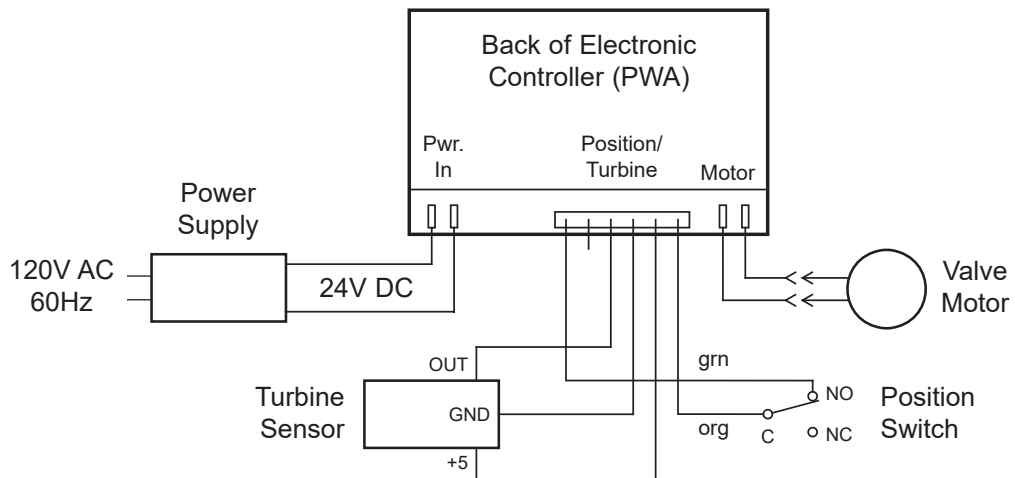 Back of Electronic
Controller (PWA)
Pwr.
In
Position/
Turbine
Motor
Power
Supply
120V AC
60Hz
24V DC
Valve
Motor
OUT
Turbine
Sensor
GND
+5
grn
org
NO
C
NC
Position
Switch